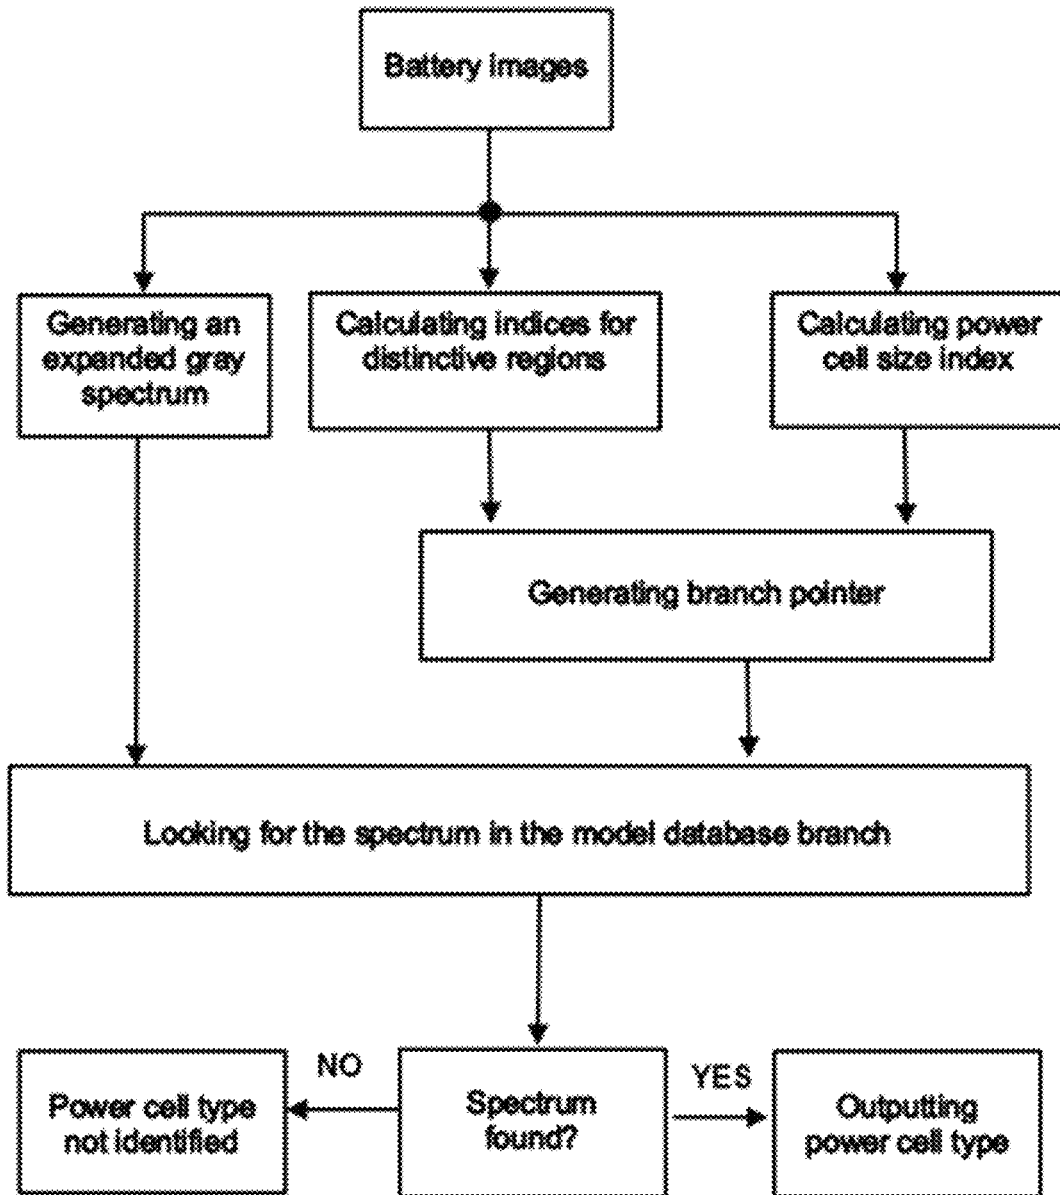 Battery images
Generating an
expanded gray
spectrum
Calculating indices for
distinctive regions
Calculating power
cell size index
Generating branch pointer
Looking for the spectrum in the model database branch
NO
YES
Power cell type
not identified
Spectrum
found?
Outputting
power cell type